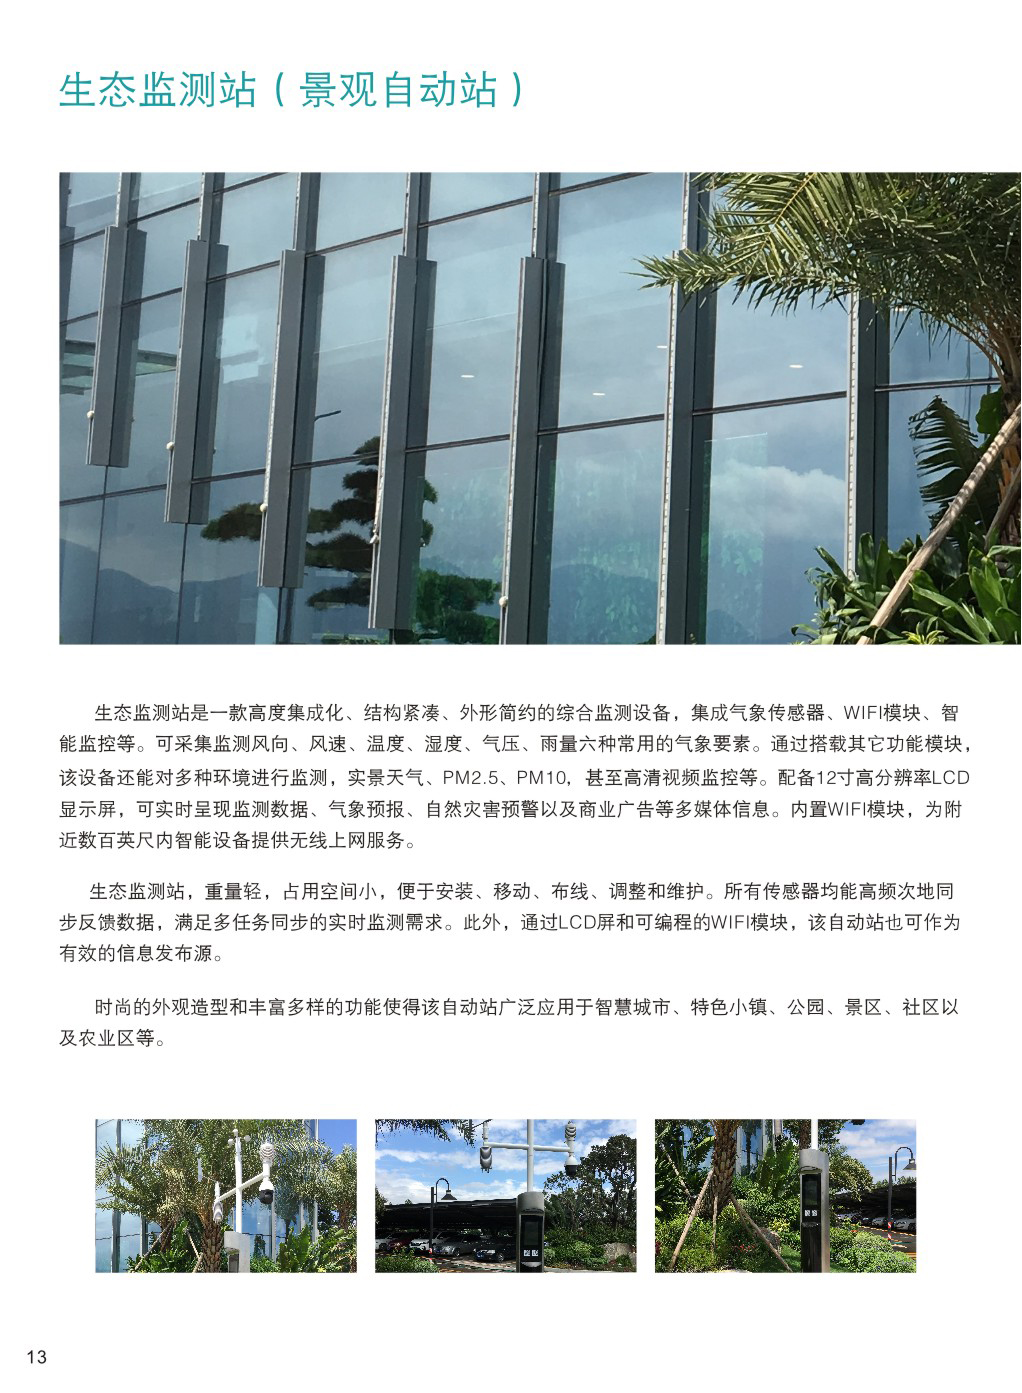 生态监测站（景观自动站）
生态监测站是一款高度集成化、结构紧凑、外形简约的综合监测设备，集成气象传感器、WIFI模块、智
能监控等。可采集监测风向、风速、温度、湿度、气压、雨量六种常用的气象要素。通过搭载其它功能模块，
该设备还能对多种环境进行监测，实景天气、PM2.5、PM10，甚至高清视频监控等。配备12寸高分辨率LCD
显示屏，可实时呈现监测数据、气象预报、自然灾害预警以及商业广告等多媒体信息。内置WIFI模块，为附
近数百英尺内智能设备提供无线上网服务。
生态监测站，重量轻，占用空间小，便于安装、移动、布线、调整和维护。所有传感器均能高频次地同
步反馈数据，满足多任务同步的实时监测需求。此外，通过LCD屏和可编程的WIFI模块，该自动站也可作为
有效的信息发布源。
时尚的外观造型和丰富多样的功能使得该自动站广泛应用于智慧城市、特色小镇、公园、景区、社区以
及农业区等。
13